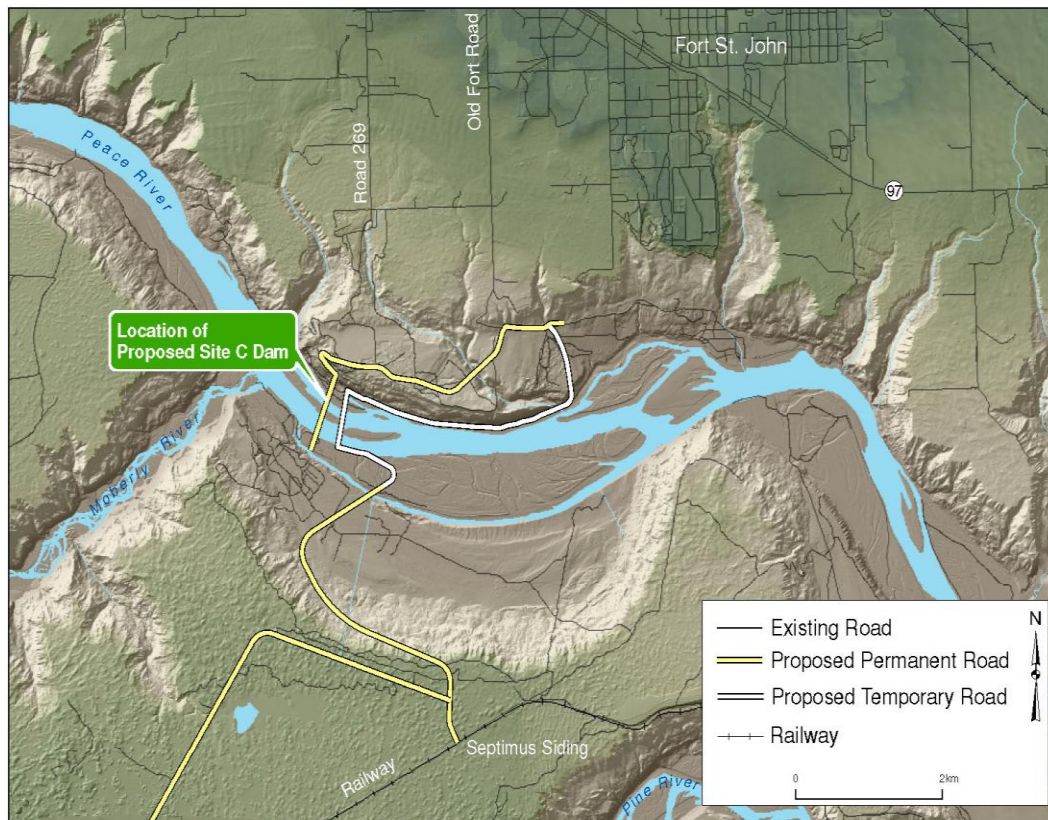 Fort St. John
Old Fort Road
Road 269
97
Peace River
Location of
Proposed Site C Dam
Moberly River
Septimus Siding
Railway
Pine River
Existing Road
Proposed Permanent Road
Proposed Temporary Road
Railway
N
0 2km